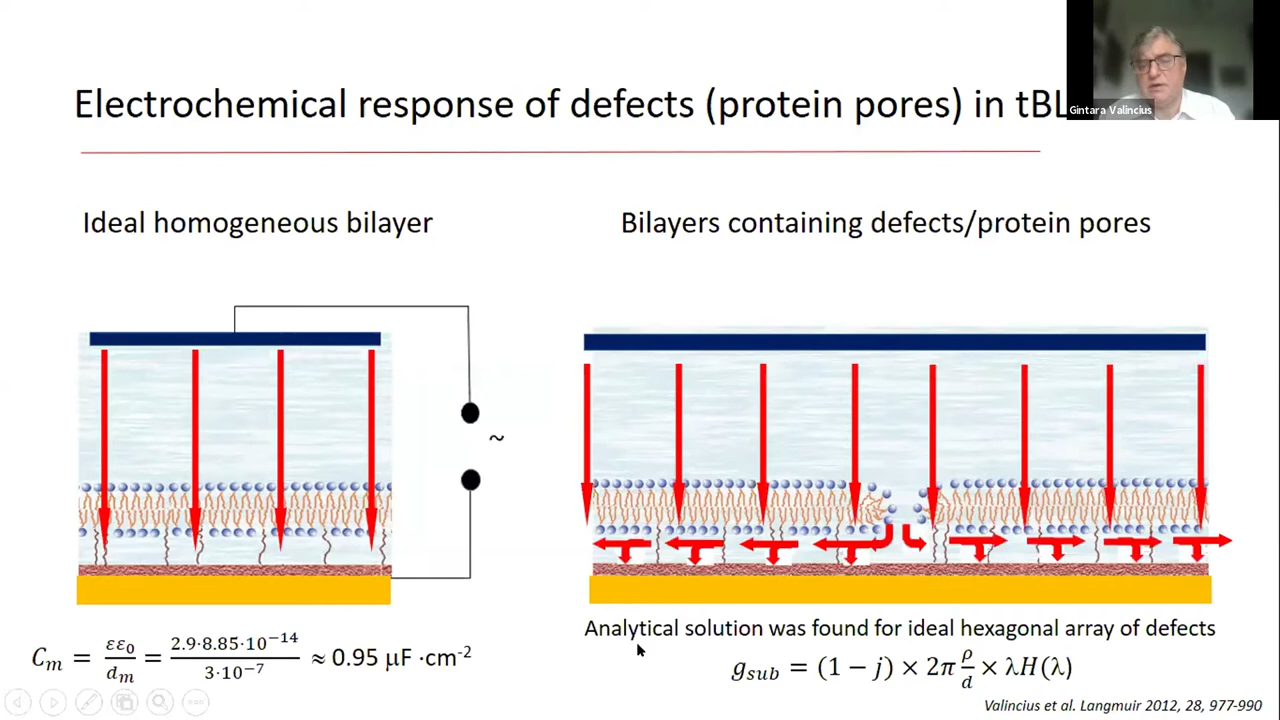 Electrochemical response of defects (protein pores) in tBL
Gintara Valincius
Ideal homogeneous bilayer
Bilayers containing defects/protein pores
~
C_m = εε₀/d_m = 2.9·8.85·10⁻¹⁴/3·10⁻⁷ ≈ 0.95 μF ·cm⁻²
Analytical solution was found for ideal hexagonal array of defects
g_sub = (1 − j) × 2π ρ/d × λH(λ)
Valincius et al. Langmuir 2012, 28, 977-990